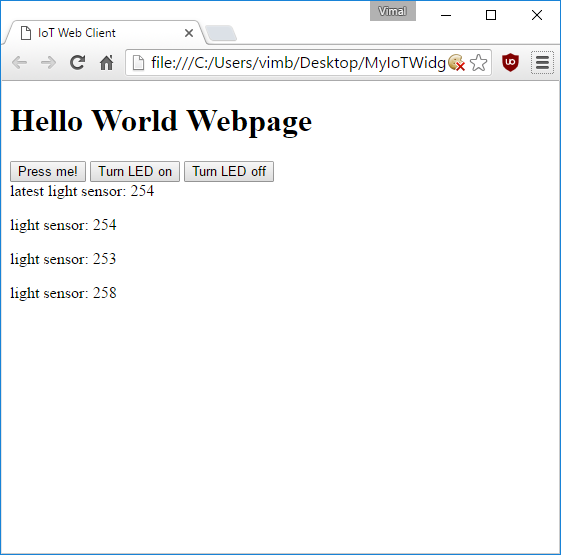 Vimal
IoT Web Client
file:///C:/Users/vimb/Desktop/MyIoTWidg
Hello World Webpage
Press me! Turn LED on Turn LED off
latest light sensor: 254
light sensor: 254
light sensor: 253
light sensor: 258